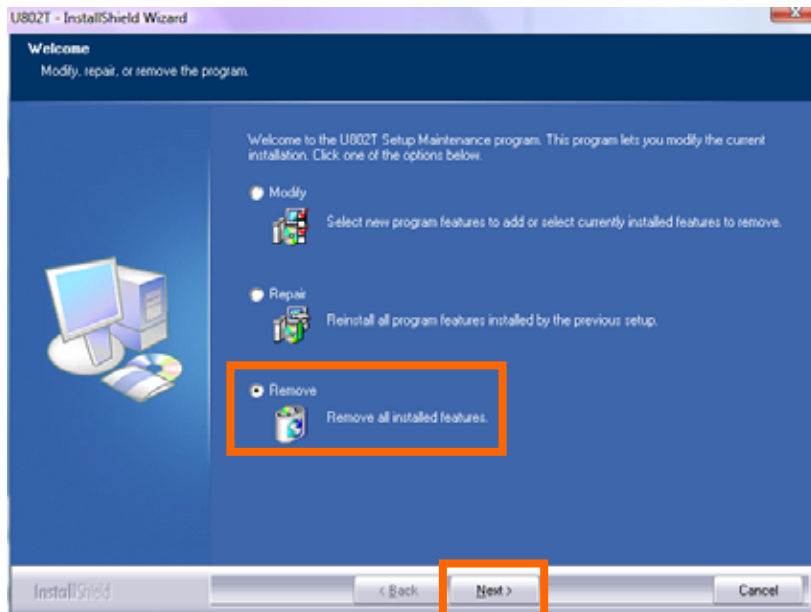 U802T - InstallShield Wizard
Welcome
Modify, repair, or remove the program.
Welcome to the U802T Setup Maintenance program. This program lets you modify the current
installation. Click one of the options below.
Modify
Select new program features to add or select currently installed features to remove.
Repair
Reinstall all program features installed by the previous setup.
Remove
Remove all installed features.
InstallShield
< Back
Next >
Cancel